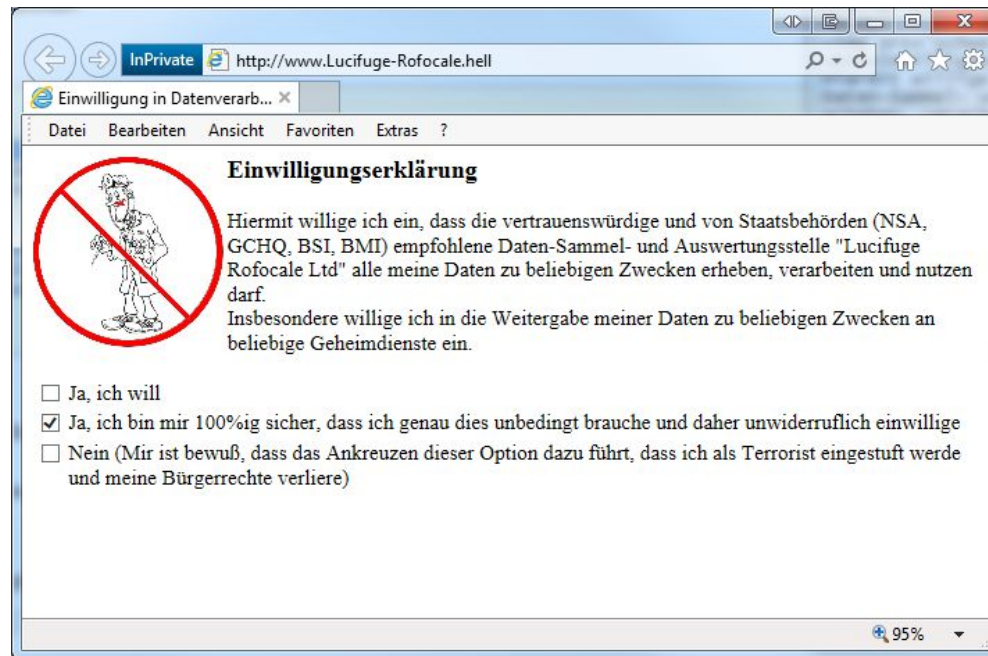 InPrivate http://www.Lucifuge-Rofocale.hell
Einwilligung in Datenverarb...
Datei Bearbeiten Ansicht Favoriten Extras ?
Einwilligungserklärung
Hiermit willige ich ein, dass die vertrauenswürdige und von Staatsbehörden (NSA,
GCHQ, BSI, BMI) empfohlene Daten-Sammel- und Auswertungsstelle "Lucifuge
Rofocale Ltd" alle meine Daten zu beliebigen Zwecken erheben, verarbeiten und nutzen
darf.
Insbesondere willige ich in die Weitergabe meiner Daten zu beliebigen Zwecken an
beliebige Geheimdienste ein.
Ja, ich will
Ja, ich bin mir 100%ig sicher, dass ich genau dies unbedingt brauche und daher unwiderruflich einwillige
Nein (Mir ist bewuß, dass das Ankreuzen dieser Option dazu führt, dass ich als Terrorist eingestuft werde
und meine Bürgerrechte verliere)
95%